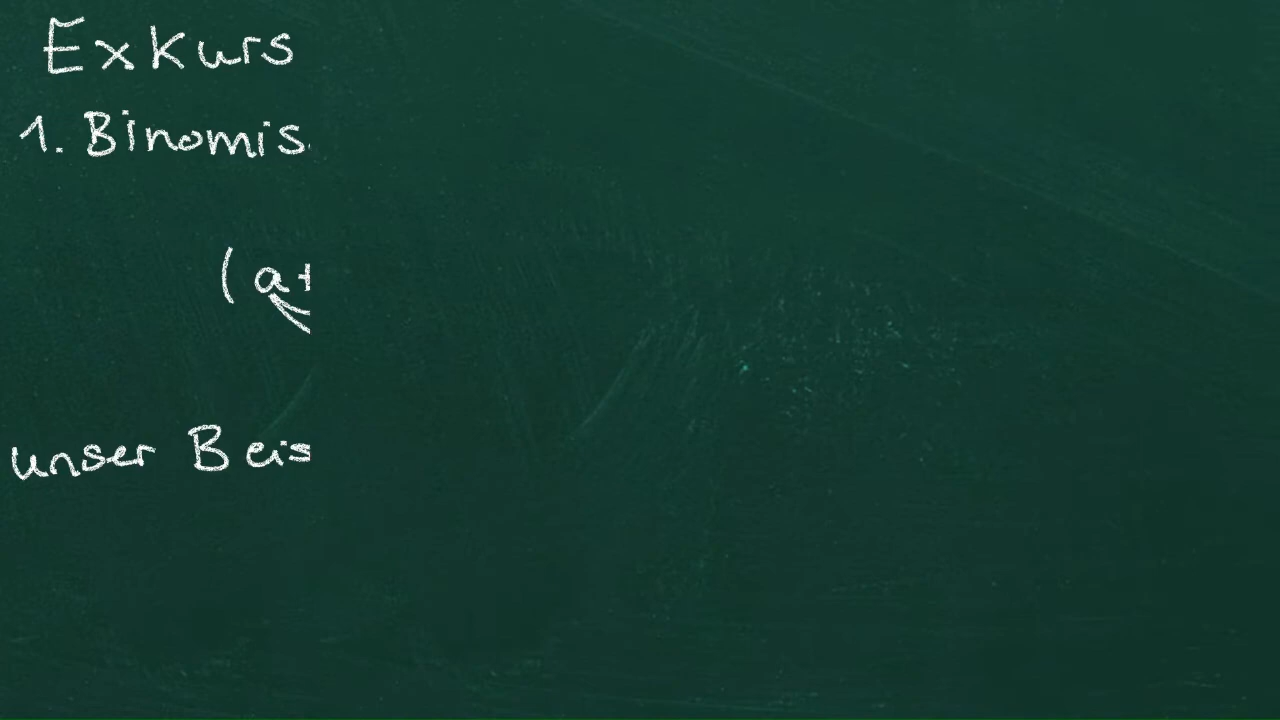 Exkurs
1. Binomis
(a+
unser Beis